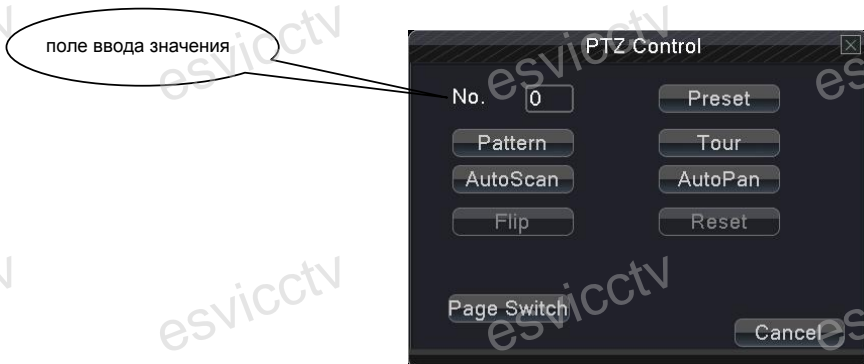 esvicctv
поле ввода значения
esvicctv
PTZ Control
No. 0 Preset
Pattern Tour
AutoScan AutoPan
Flip Reset
esvicctv
esvicctv
Page Switch
Cancel